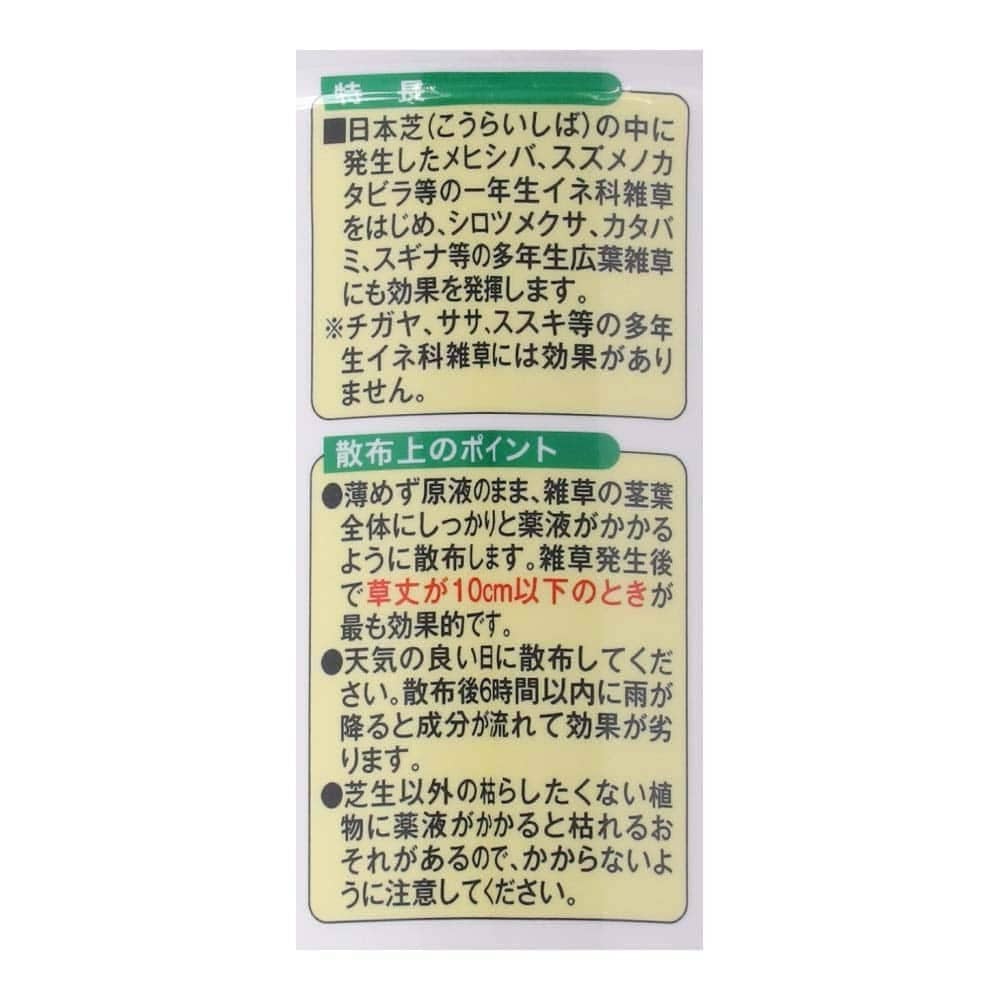 特長
■日本芝(こうらいしば)の中に
発生したメヒシバ、スズメノカ
タビラ等の一年生イネ科雑草
をはじめ、シロツメクサ、カタバ
ミ、スギナ等の多年生広葉雑草
にも効果を発揮します。
※チガヤ、ササ、ススキ等の多年
生イネ科雑草には効果があり
ません。
散布上のポイント
●薄めず原液のまま、雑草の茎葉
全体にしっかりと薬液がかかる
ように散布します。雑草発生後
で草丈が10cm以下のときが
最も効果的です。
●天気の良い日に散布してくだ
さい。散布後6時間以内に雨が
降ると成分が流れて効果が劣
ります。
●芝生以外の枯らしたくない植
物に薬液がかかると枯れるお
それがあるので、かからないよ
うに注意してください。